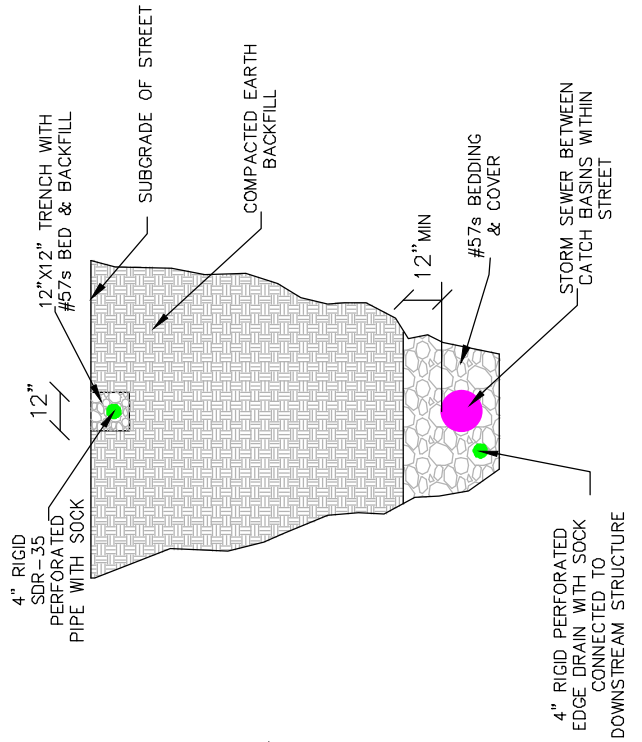 4" RIGID
SDR-35
PERFORATED
PIPE WITH SOCK
12"
12"X12" TRENCH WITH
#57s BED & BACKFILL
SUBGRADE OF STREET
COMPACTED EARTH
BACKFILL
12"MIN
#57s BEDDING
& COVER
STORM SEWER BETWEEN
CATCH BASINS WITHIN
STREET
4" RIGID PERFORATED
EDGE DRAIN WITH SOCK
CONNECTED TO
DOWNSTREAM STRUCTURE